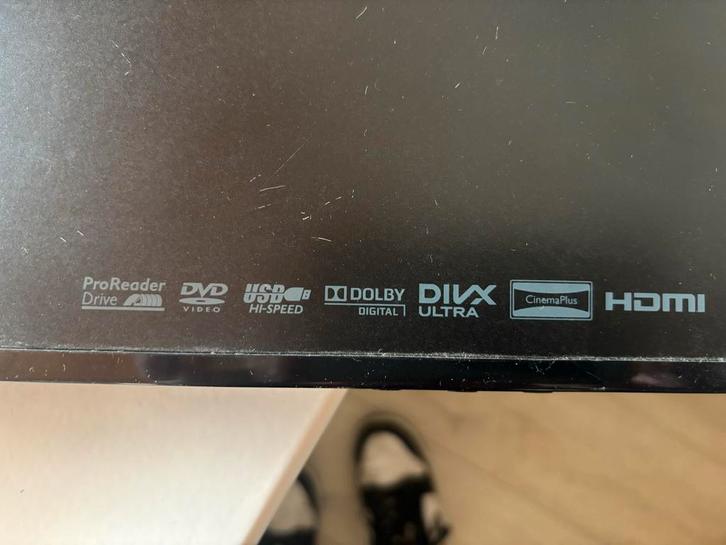 ProReader
Drive
DVD
VIDEO
USB
HI-SPEED
DOLBY
DIGITAL
DIVX
ULTRA
CinemaPlus
HDMI